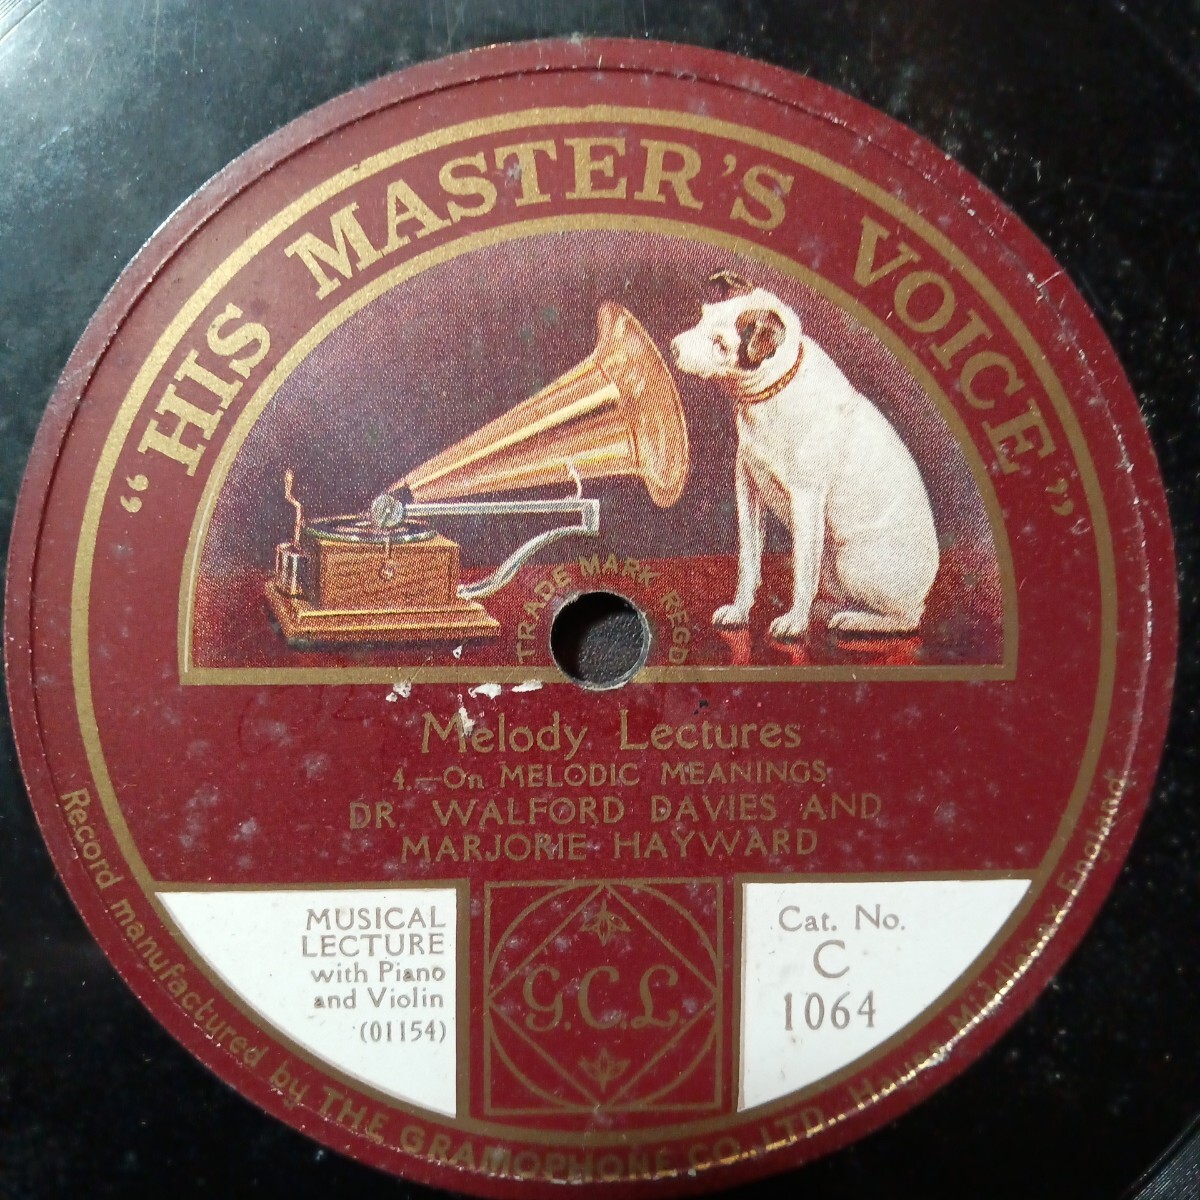 “HIS MASTER'S VOICE”
TRADE MARK REGD
Melody Lectures
4.—On MELODIC MEANINGS
DR. WALFORD DAVIES AND
MARJORIE HAYWARD
MUSICAL
LECTURE
with Piano
and Violin
(01154)
G.C.L.
Cat. No.
C
1064
Record manufactured by THE GRAMOPHONE CO., LTD., Hayes, Middlesex, England